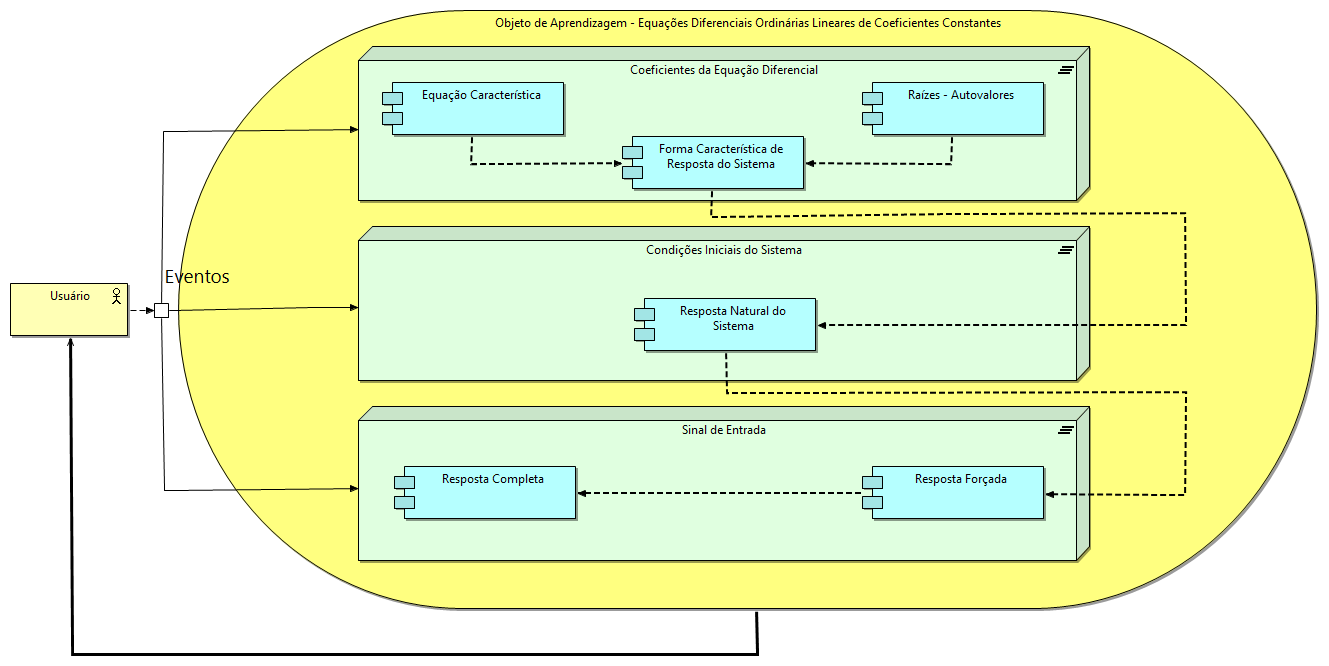 Objeto de Aprendizagem - Equações Diferenciais Ordinárias Lineares de Coeficientes Constantes
Coeficientes da Equação Diferencial
Equação Característica
Raízes - Autovalores
Forma Característica de
Resposta do Sistema
Condições Iniciais do Sistema
Eventos
Usuário
Resposta Natural do
Sistema
Sinal de Entrada
Resposta Completa
Resposta Forçada